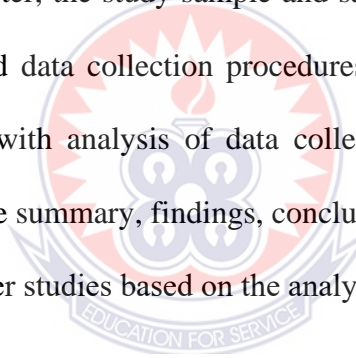 ter, the study sample and s
d data collection procedures
with analysis of data colle
e summary, findings, conclu
er studies based on the analy
EDUCATION FOR SERVICE